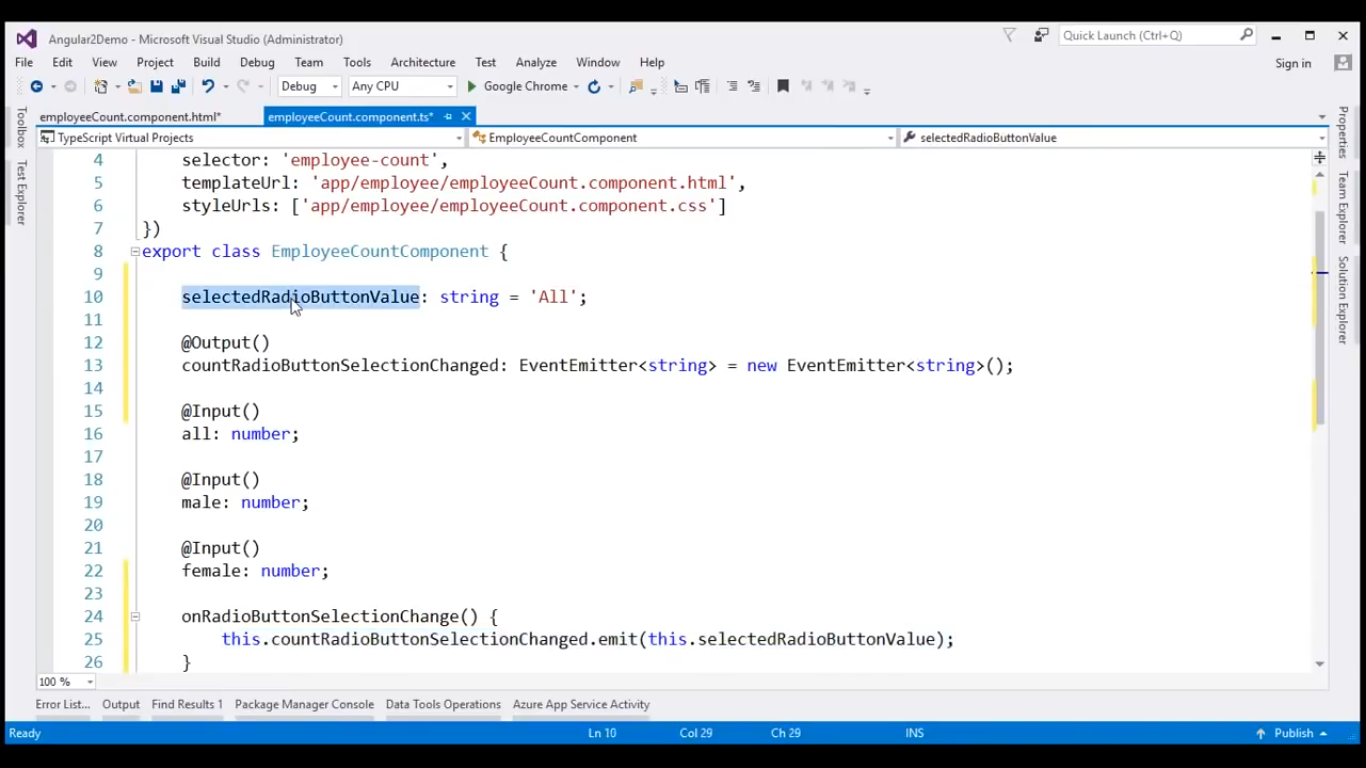 Angular2Demo - Microsoft Visual Studio (Administrator)
Quick Launch (Ctrl+Q)
File Edit View Project Build Debug Team Tools Architecture Test Analyze Window Help
Sign in
Debug Any CPU Google Chrome
employeeCount.component.html* employeeCount.component.ts*
TypeScript Virtual Projects EmployeeCountComponent selectedRadioButtonValue
Toolbox
Test Explorer
4 selector: 'employee-count',
5 templateUrl: 'app/employee/employeeCount.component.html',
6 styleUrls: ['app/employee/employeeCount.component.css']
7 })
8 export class EmployeeCountComponent {
9
10 selectedRadioButtonValue: string = 'All';
11
12 @Output()
13 countRadioButtonSelectionChanged: EventEmitter<string> = new EventEmitter<string>();
14
15 @Input()
16 all: number;
17
18 @Input()
19 male: number;
20
21 @Input()
22 female: number;
23
24 onRadioButtonSelectionChange() {
25 this.countRadioButtonSelectionChanged.emit(this.selectedRadioButtonValue);
26 }
Properties
Team Explorer
Solution Explorer
100 %
Error List... Output Find Results 1 Package Manager Console Data Tools Operations Azure App Service Activity
Ready Ln 10 Col 29 Ch 29 INS Publish